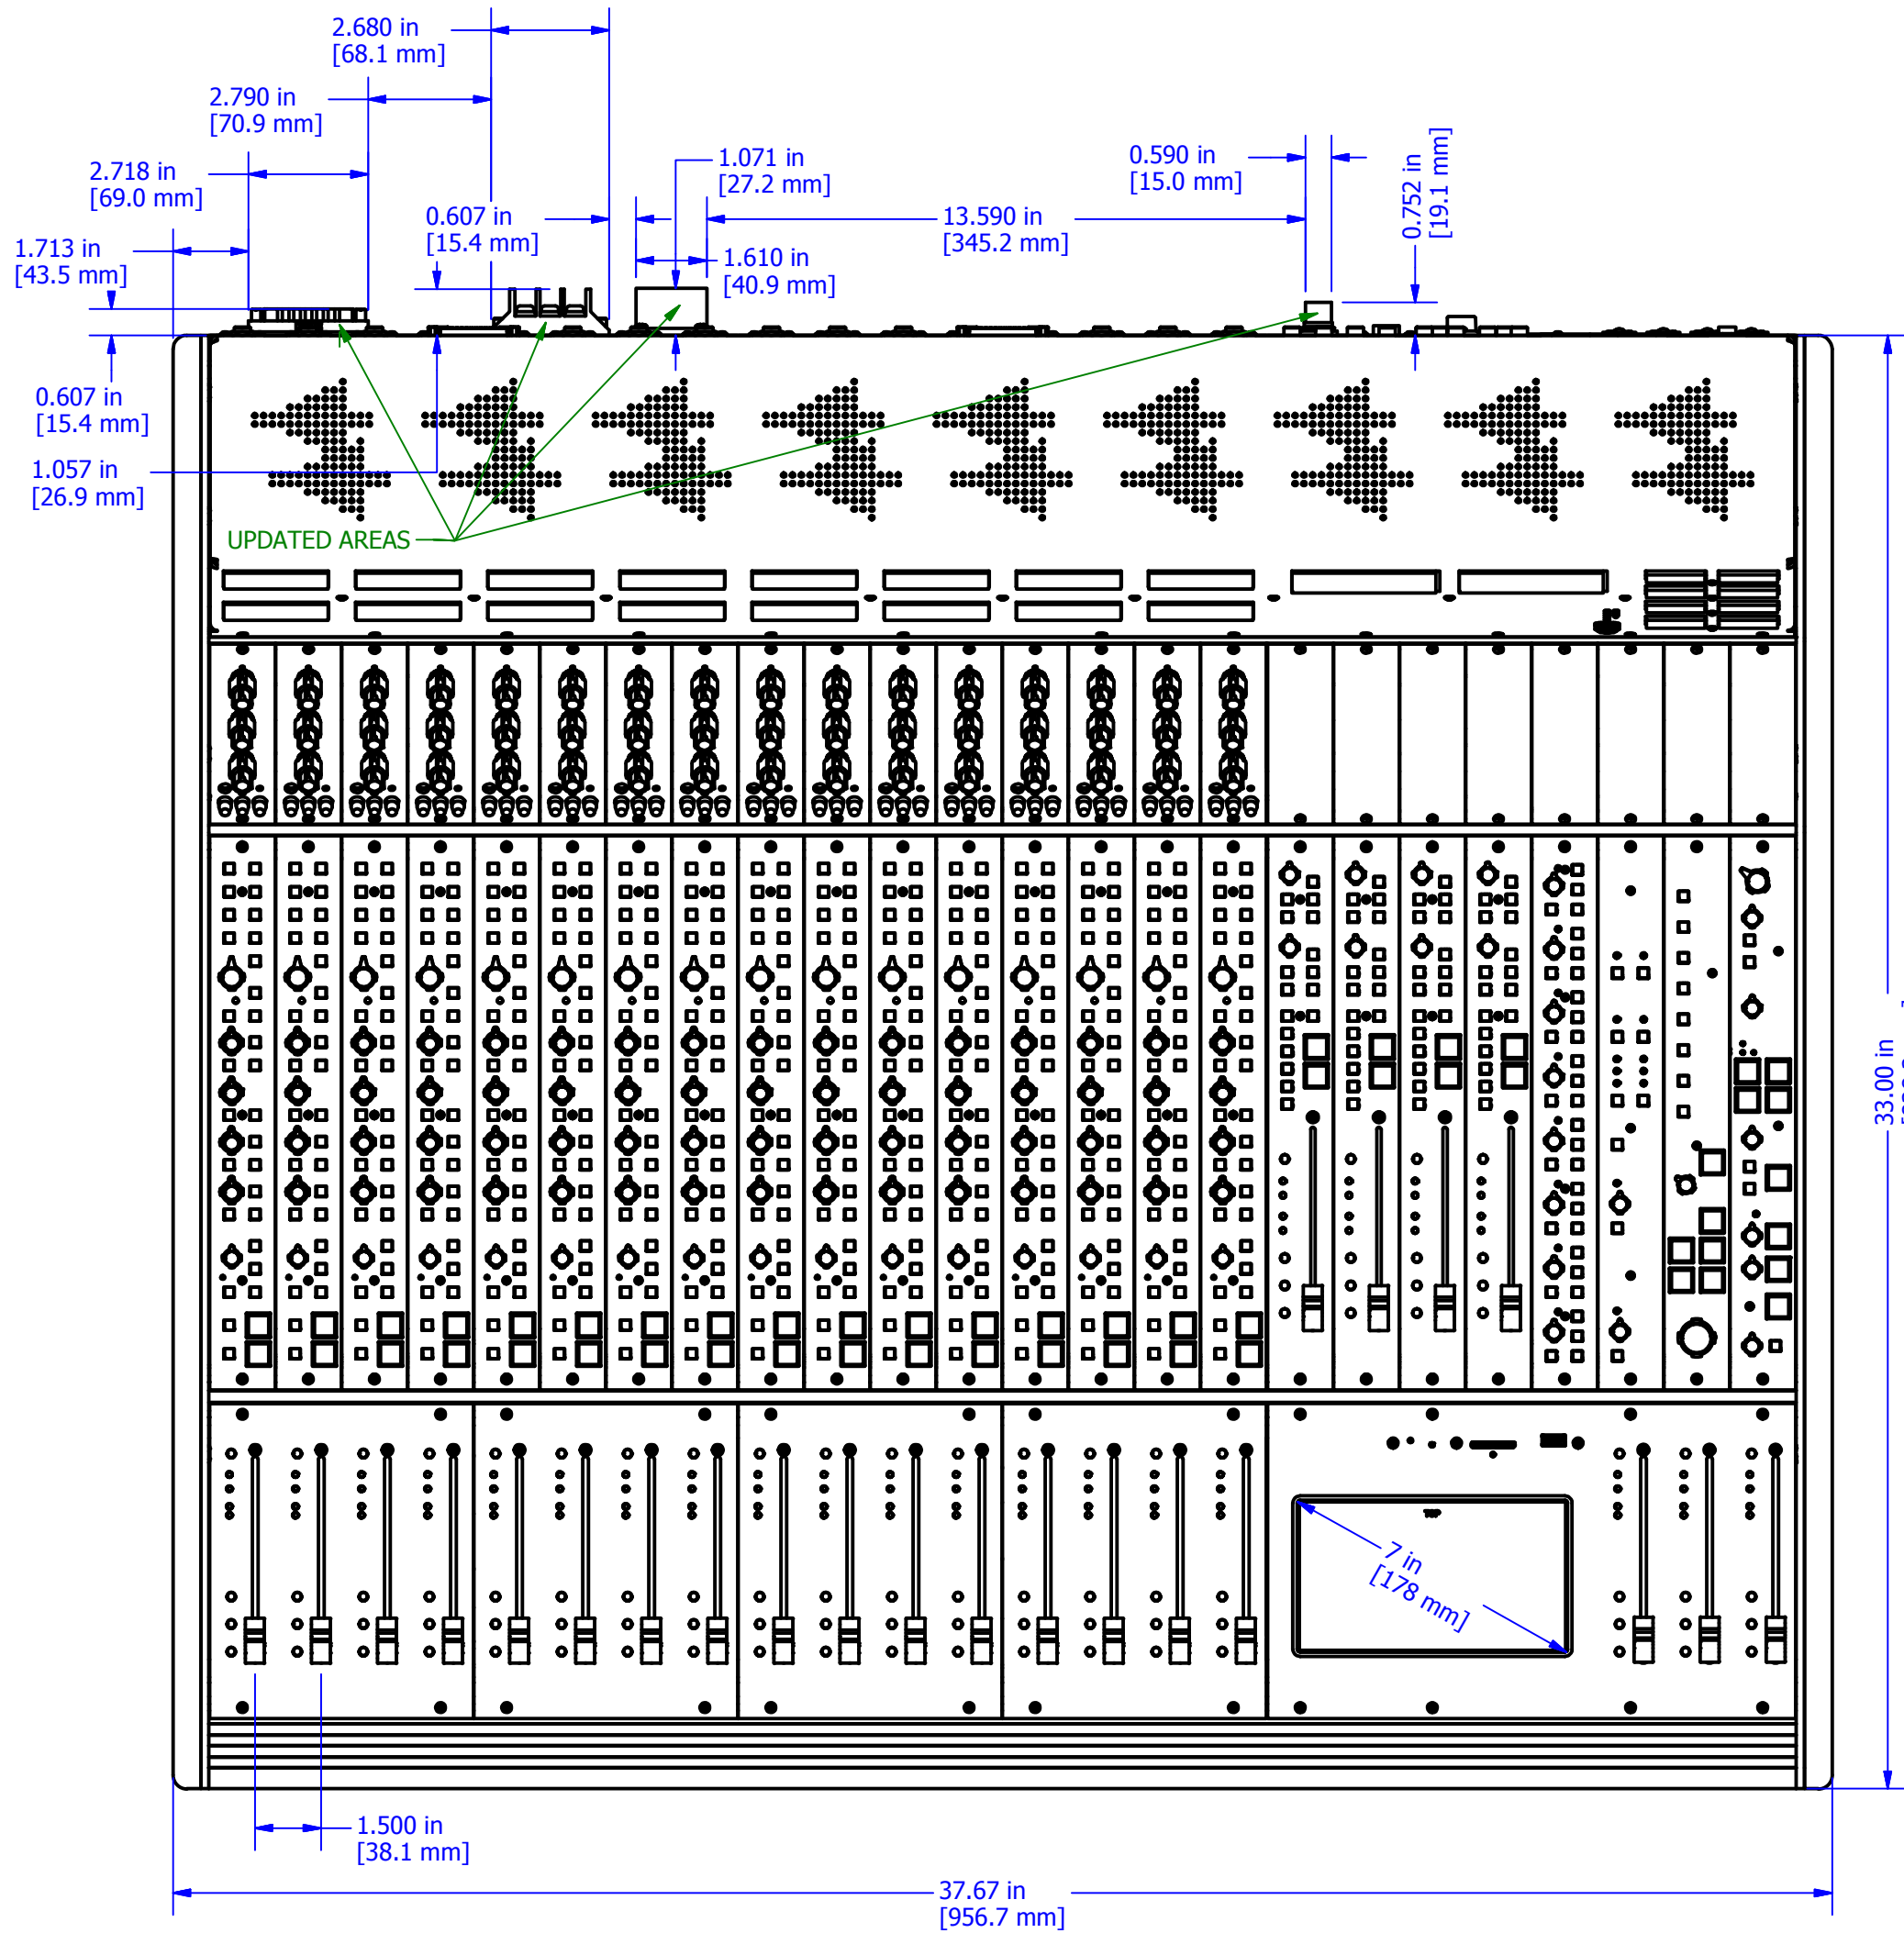 2.680 in
[68.1 mm]
2.790 in
[70.9 mm]
2.718 in
[69.0 mm]
1.071 in
[27.2 mm]
0.590 in
[15.0 mm]
0.752 in
[19.1 mm]
0.607 in
[15.4 mm]
13.590 in
[345.2 mm]
1.713 in
[43.5 mm]
1.610 in
[40.9 mm]
0.607 in
[15.4 mm]
1.057 in
[26.9 mm]
UPDATED AREAS
33.00 in
7 in
[178 mm]
1.500 in
[38.1 mm]
37.67 in
[956.7 mm]